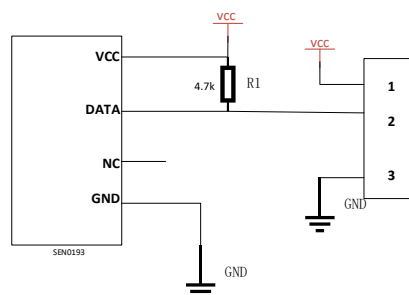 VCC
VCC
VCC
4.7k
R1
1
DATA
2
NC
3
GND
GND
SEN0193
GND